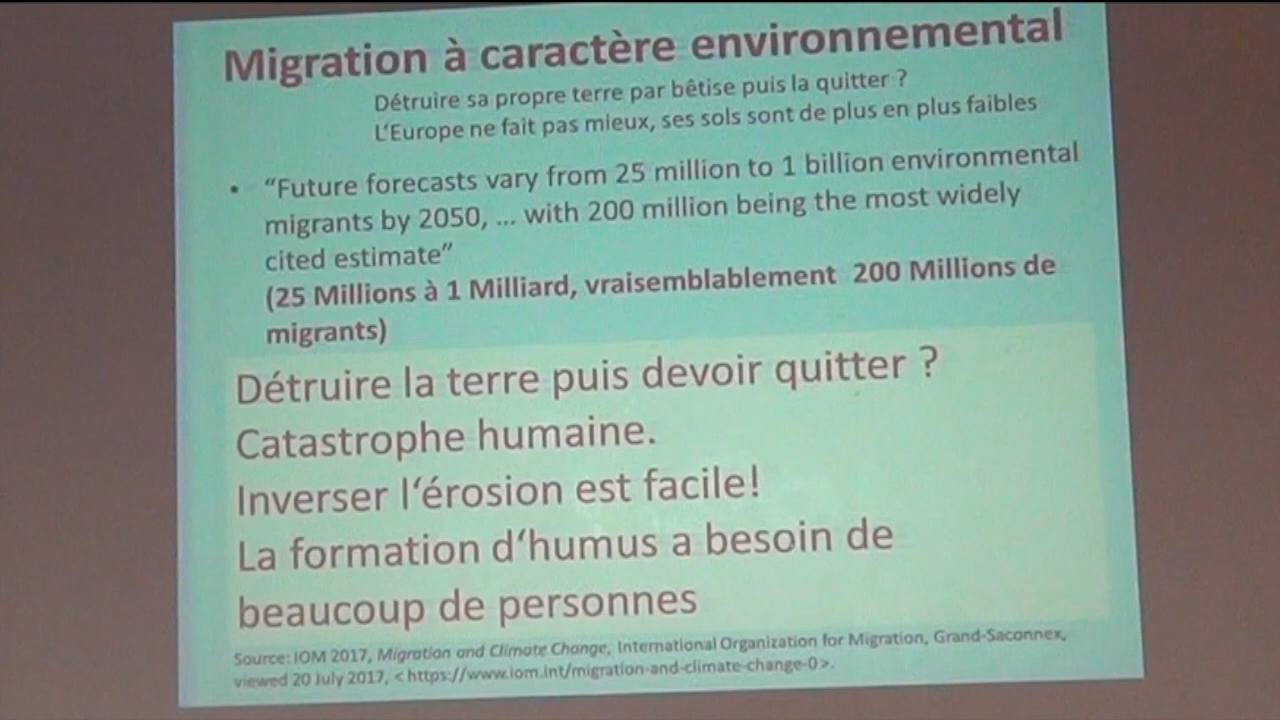 Migration à caractère environnemental
Détruire sa propre terre par bêtise puis la quitter ?
L‘Europe ne fait pas mieux, ses sols sont de plus en plus faibles
• “Future forecasts vary from 25 million to 1 billion environmental
migrants by 2050, ... with 200 million being the most widely
cited estimate”
(25 Millions à 1 Milliard, vraisemblablement 200 Millions de
migrants)
Détruire la terre puis devoir quitter ?
Catastrophe humaine.
Inverser l‘érosion est facile!
La formation d‘humus a besoin de
beaucoup de personnes
Source: IOM 2017, Migration and Climate Change, International Organization for Migration, Grand-Saconnex,
viewed 20 July 2017, < https://www.iom.int/migration-and-climate-change-0>.